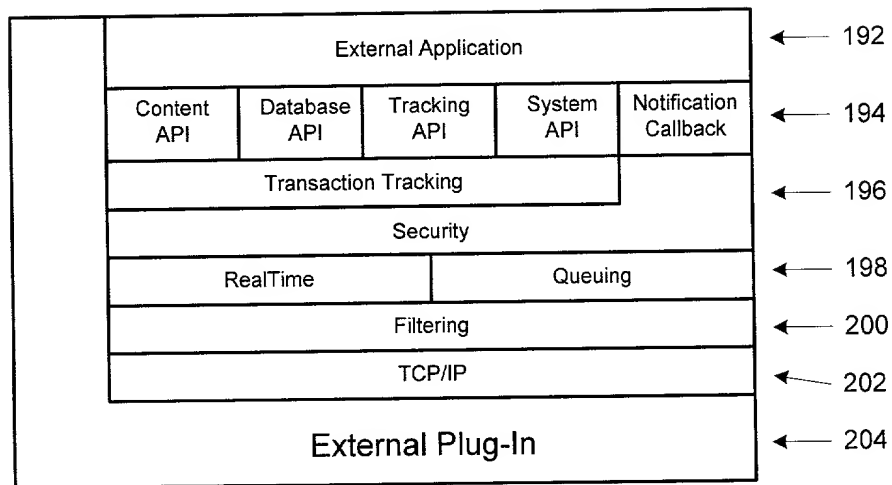 External Application
192
Content API
Database API
Tracking API
System API
Notification Callback
194
Transaction Tracking
196
Security
RealTime
Queuing
198
Filtering
200
TCP/IP
202
External Plug-In
204